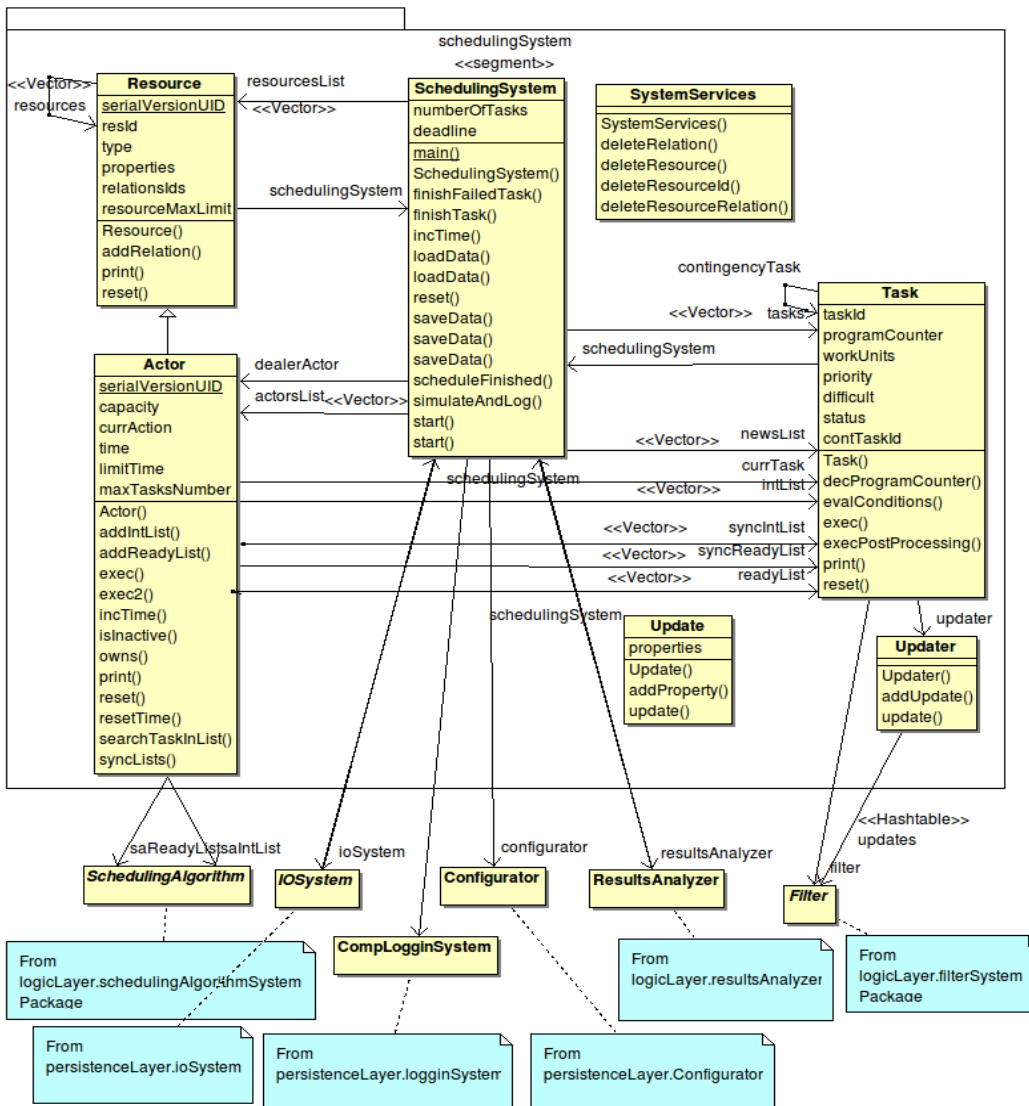 schedulingSystem
<<segment>>
<<Vector>>
resources
Resource
serialVersionUID
resId
type
properties
relationsIds
resourceMaxLimit
Resource()
addRelation()
print()
reset()
resourcesList
<<Vector>>
schedulingSystem
SchedulingSystem
numberOfTasks
deadline
main()
SchedulingSystem()
finishFailedTask()
finishTask()
incTime()
loadData()
loadData()
reset()
saveData()
saveData()
saveData()
scheduleFinished()
simulateAndLog()
start()
start()
SystemServices
SystemServices()
deleteRelation()
deleteResource()
deleteResourceId()
deleteResourceRelation()
contingencyTask
<<Vector>>
tasks
schedulingSystem
Task
taskId
programCounter
workUnits
priority
difficult
status
contTaskId
Task()
decProgramCounter()
evalConditions()
exec()
execPostProcessing()
print()
reset()
Actor
serialVersionUID
capacity
currAction
time
limitTime
maxTasksNumber
Actor()
addIntList()
addReadyList()
exec()
exec2()
incTime()
isInactive()
owns()
print()
reset()
resetTime()
searchTaskInList()
syncLists()
dealerActor
actorsList
<<Vector>>
<<Vector>>
newsList
schedulingSystem
currTask
<<Vector>>
intList
<<Vector>>
syncIntList
<<Vector>>
syncReadyList
<<Vector>>
readyList
schedulingSystem
Update
properties
Update()
addProperty()
update()
updater
Updater
Updater()
addUpdate()
update()
<<Hashtable>>
updates
filter
saReadyList
saIntList
ioSystem
configurator
resultsAnalyzer
SchedulingAlgorithm
IOSystem
Configurator
ResultsAnalyzer
Filter
CompLogginSystem
From
logicLayer.schedulingAlgorithmSystem
Package
From
logicLayer.resultsAnalyzer
From
logicLayer.filterSystem
Package
From
persistenceLayer.ioSystem
From
persistenceLayer.logginSystem
From
persistenceLayer.Configurator